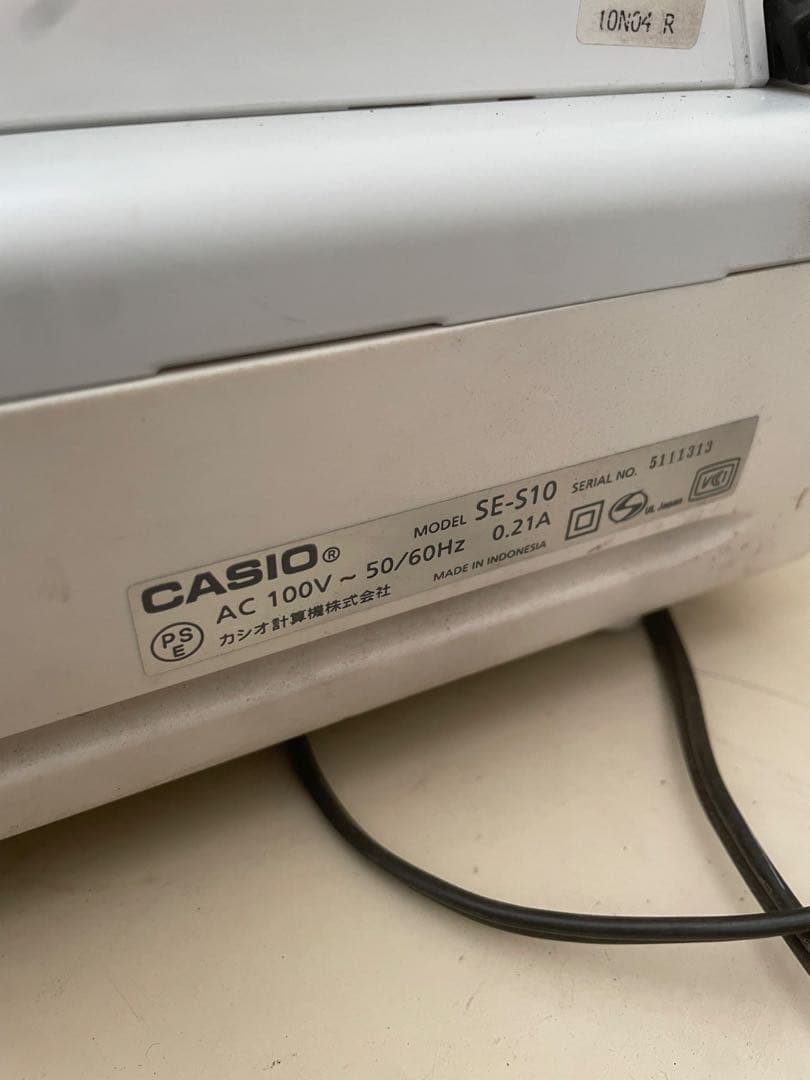 10N04 R
CASIO® MODEL SE-S10 SERIAL NO. 5111313
AC 100V ~ 50/60Hz 0.21A
PSE カシオ計算機株式会社 MADE IN INDONESIA
UL Japan
VCI